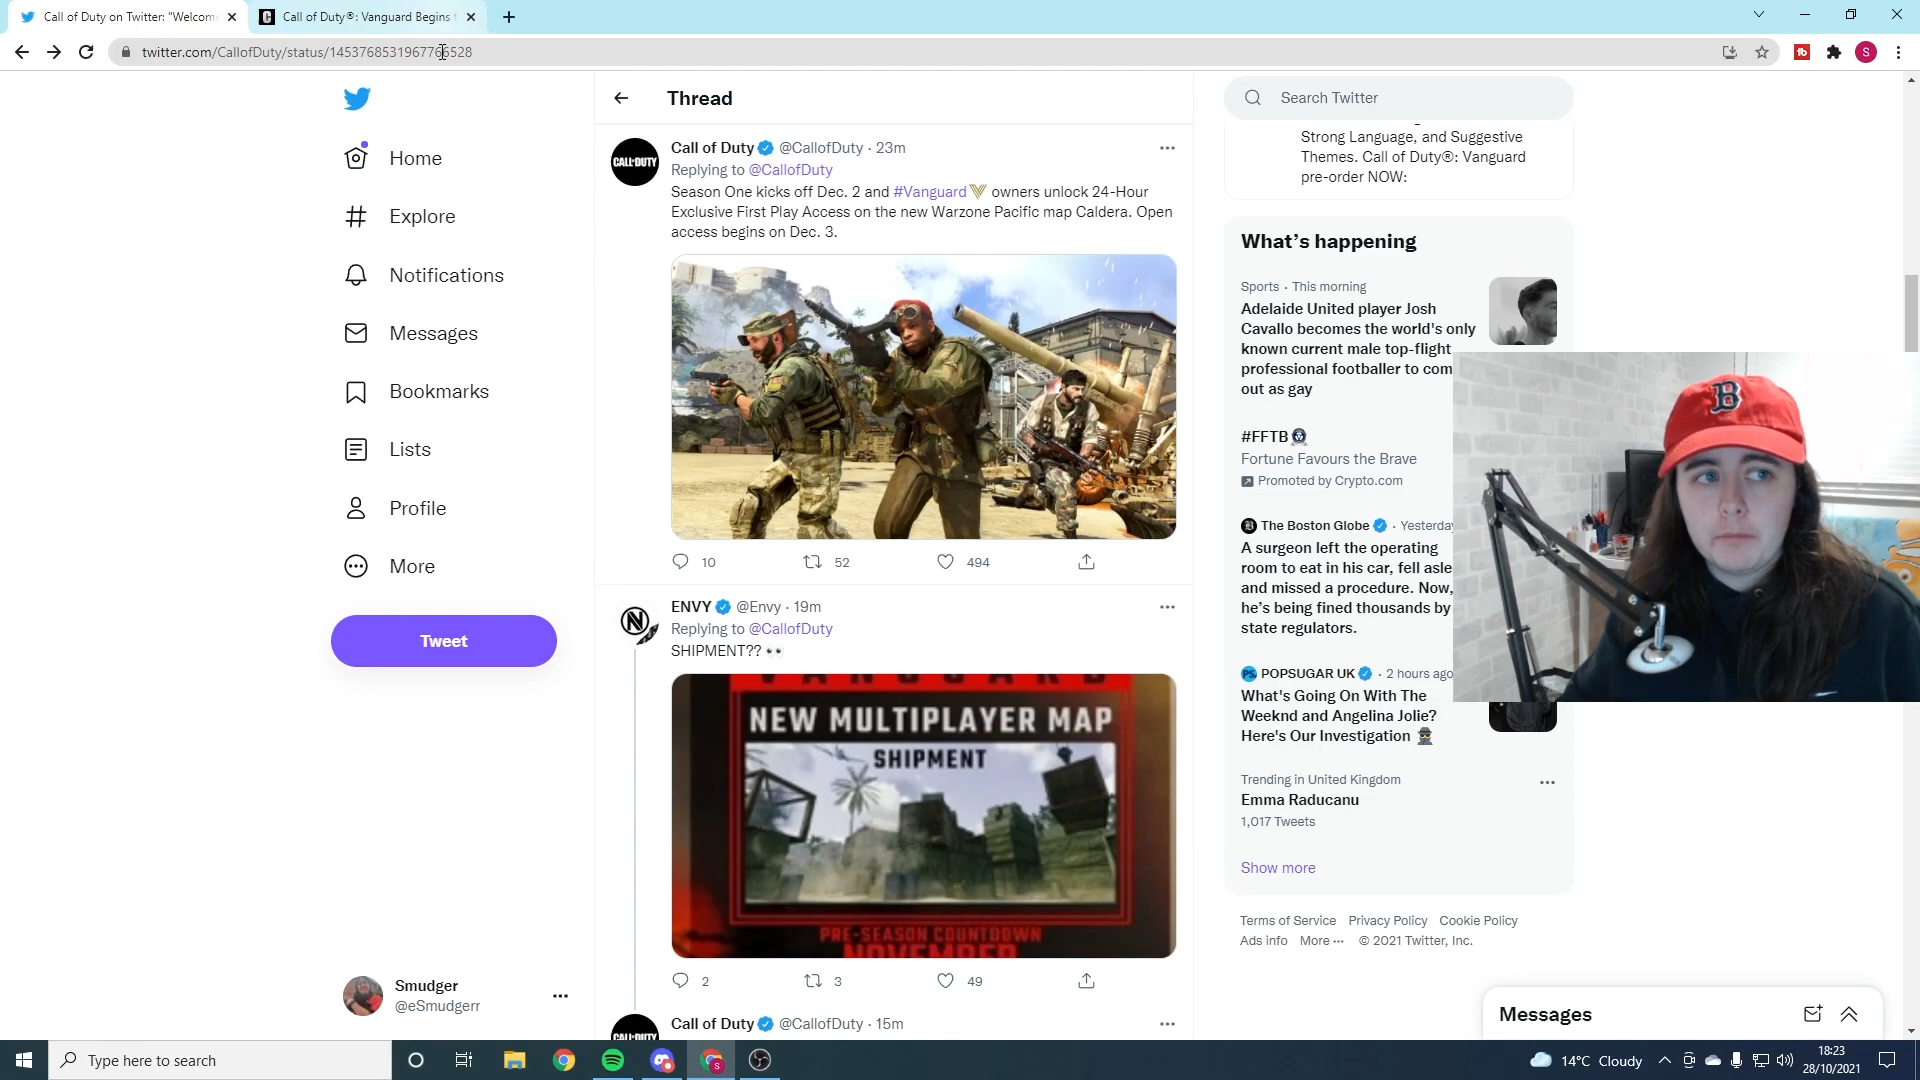 Call of Duty on Twitter: "Welcome
Call of Duty®: Vanguard Begins t
twitter.com/CallofDuty/status/1453768531967766528
S
Thread
Search Twitter
Home
Explore
Notifications
Messages
Bookmarks
Lists
Profile
More
Tweet
Smudger
@eSmudgerr
CALL·DUTY
Call of Duty @CallofDuty · 23m
Replying to @CallofDuty
Season One kicks off Dec. 2 and #Vanguard owners unlock 24-Hour
Exclusive First Play Access on the new Warzone Pacific map Caldera. Open
access begins on Dec. 3.
10 52 494
ENVY @Envy · 19m
Replying to @CallofDuty
SHIPMENT??
VANGUARD
NEW MULTIPLAYER MAP
SHIPMENT
PRE-SEASON COUNTDOWN
NOVEMBER
2 3 49
Call of Duty @CallofDuty · 15m
CALL·DUTY
Strong Language, and Suggestive
Themes. Call of Duty®: Vanguard
pre-order NOW:
What's happening
Sports · This morning
Adelaide United player Josh
Cavallo becomes the world's only
known current male top-flight
professional footballer to com
out as gay
#FFTB
Fortune Favours the Brave
Promoted by Crypto.com
The Boston Globe · Yesterday
A surgeon left the operating
room to eat in his car, fell asle
and missed a procedure. Now,
he's being fined thousands by
state regulators.
POPSUGAR UK · 2 hours ago
What's Going On With The
Weeknd and Angelina Jolie?
Here's Our Investigation
Trending in United Kingdom
Emma Raducanu
1,017 Tweets
Show more
Terms of Service Privacy Policy Cookie Policy
Ads info More ··· © 2021 Twitter, Inc.
B
Messages
Type here to search
14°C Cloudy
18:23
28/10/2021